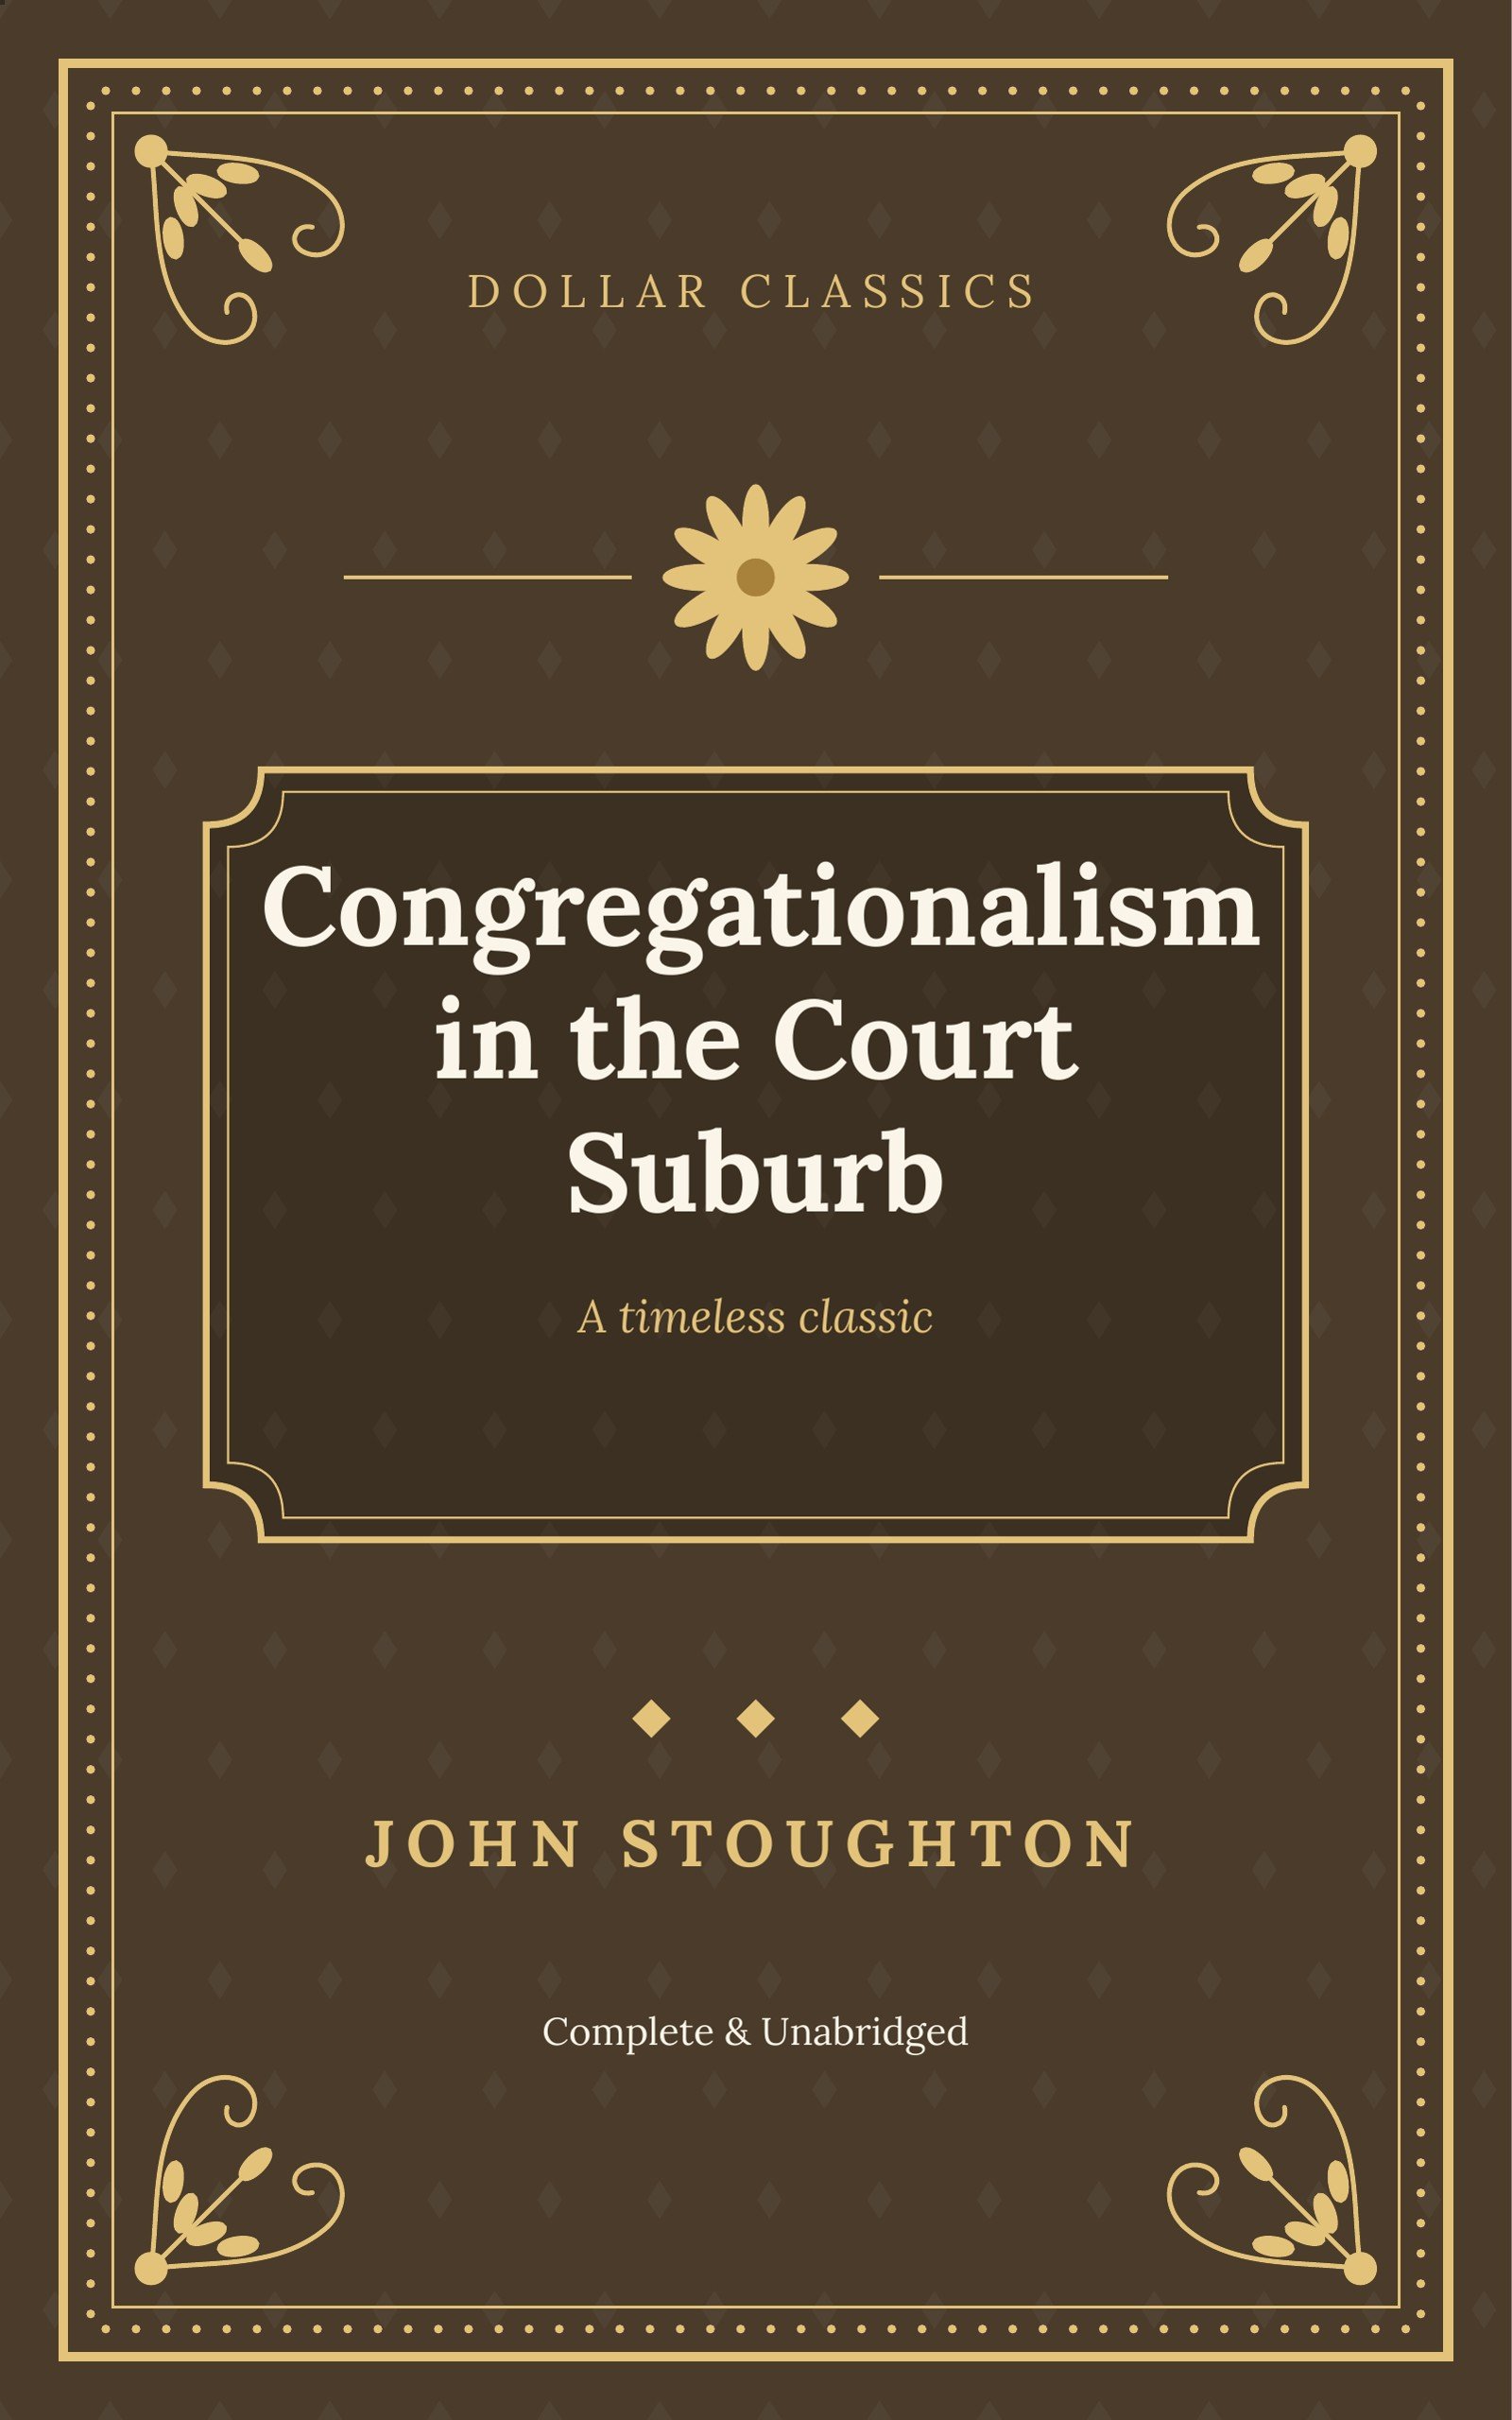 DOLLAR CLASSICS
Congregationalism
in the Court
Suburb
A timeless classic
JOHN STOUGHTON
Complete & Unabridged